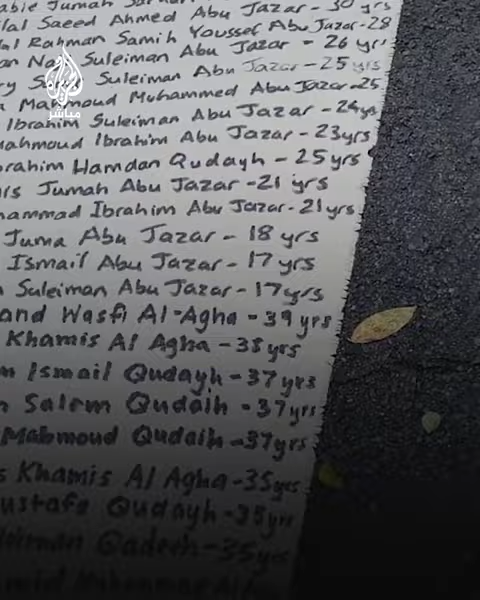 Jumah
Saeed Ahmed Abu Jazar - 30 yrs
Rahman Samih Youssef Abu Jazar - 28
Suleiman Abu Jazar - 26 yrs
Suleiman Abu Jazar - 25 yrs
Mahmoud Muhammed Abu Jazar - 25
Ibrahim Suleiman Abu Jazar - 24 yrs
Mahmoud Ibrahim Abu Jazar - 23 yrs
Ibrahim Hamdan Qudayh - 25 yrs
Jumah Abu Jazar - 21 yrs
Ibrahim Abu Jazar - 21 yrs
Juma Abu Jazar - 18 yrs
Ismail Abu Jazar - 17 yrs
Suleiman Abu Jazar - 17 yrs
Wasfi Al-Agha - 39 yrs
Khamis Al Agha - 38 yrs
Ismail Qudayh - 37 yrs
Salem Qudaih - 37 yrs
Mahmoud Qudaih - 37 yrs
Khamis Al Agha - 35 yrs
Qudayh - 35 yrs
Qadeeh - 35 yrs
مباشر